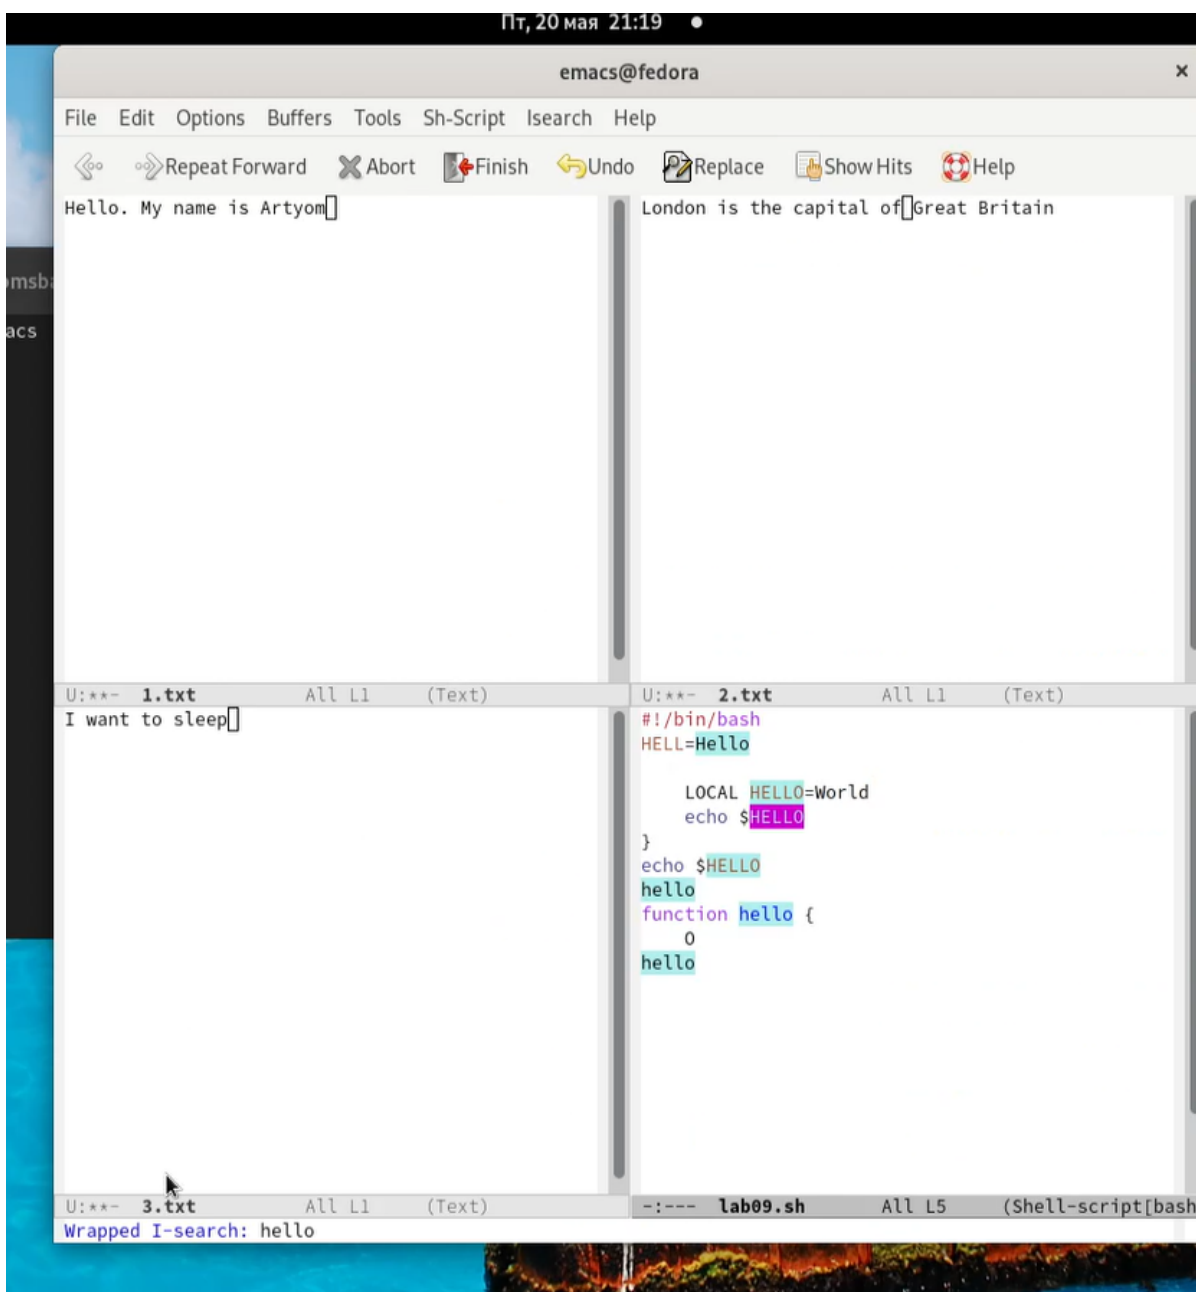 Пт, 20 мая 21:19
emacs@fedora
File Edit Options Buffers Tools Sh-Script Isearch Help
Repeat Forward Abort Finish Undo Replace Show Hits Help
Hello. My name is Artyom
London is the capital of Great Britain
acs
U:**- 1.txt All L1 (Text)
U:**- 2.txt All L1 (Text)
I want to sleep
#!/bin/bash
HELL=Hello
LOCAL HELLO=World
echo $HELLO
}
echo $HELLO
hello
function hello {
O
hello
U:**- 3.txt All L1 (Text)
-:--- lab09.sh All L5 (Shell-script[bash
Wrapped I-search: hello